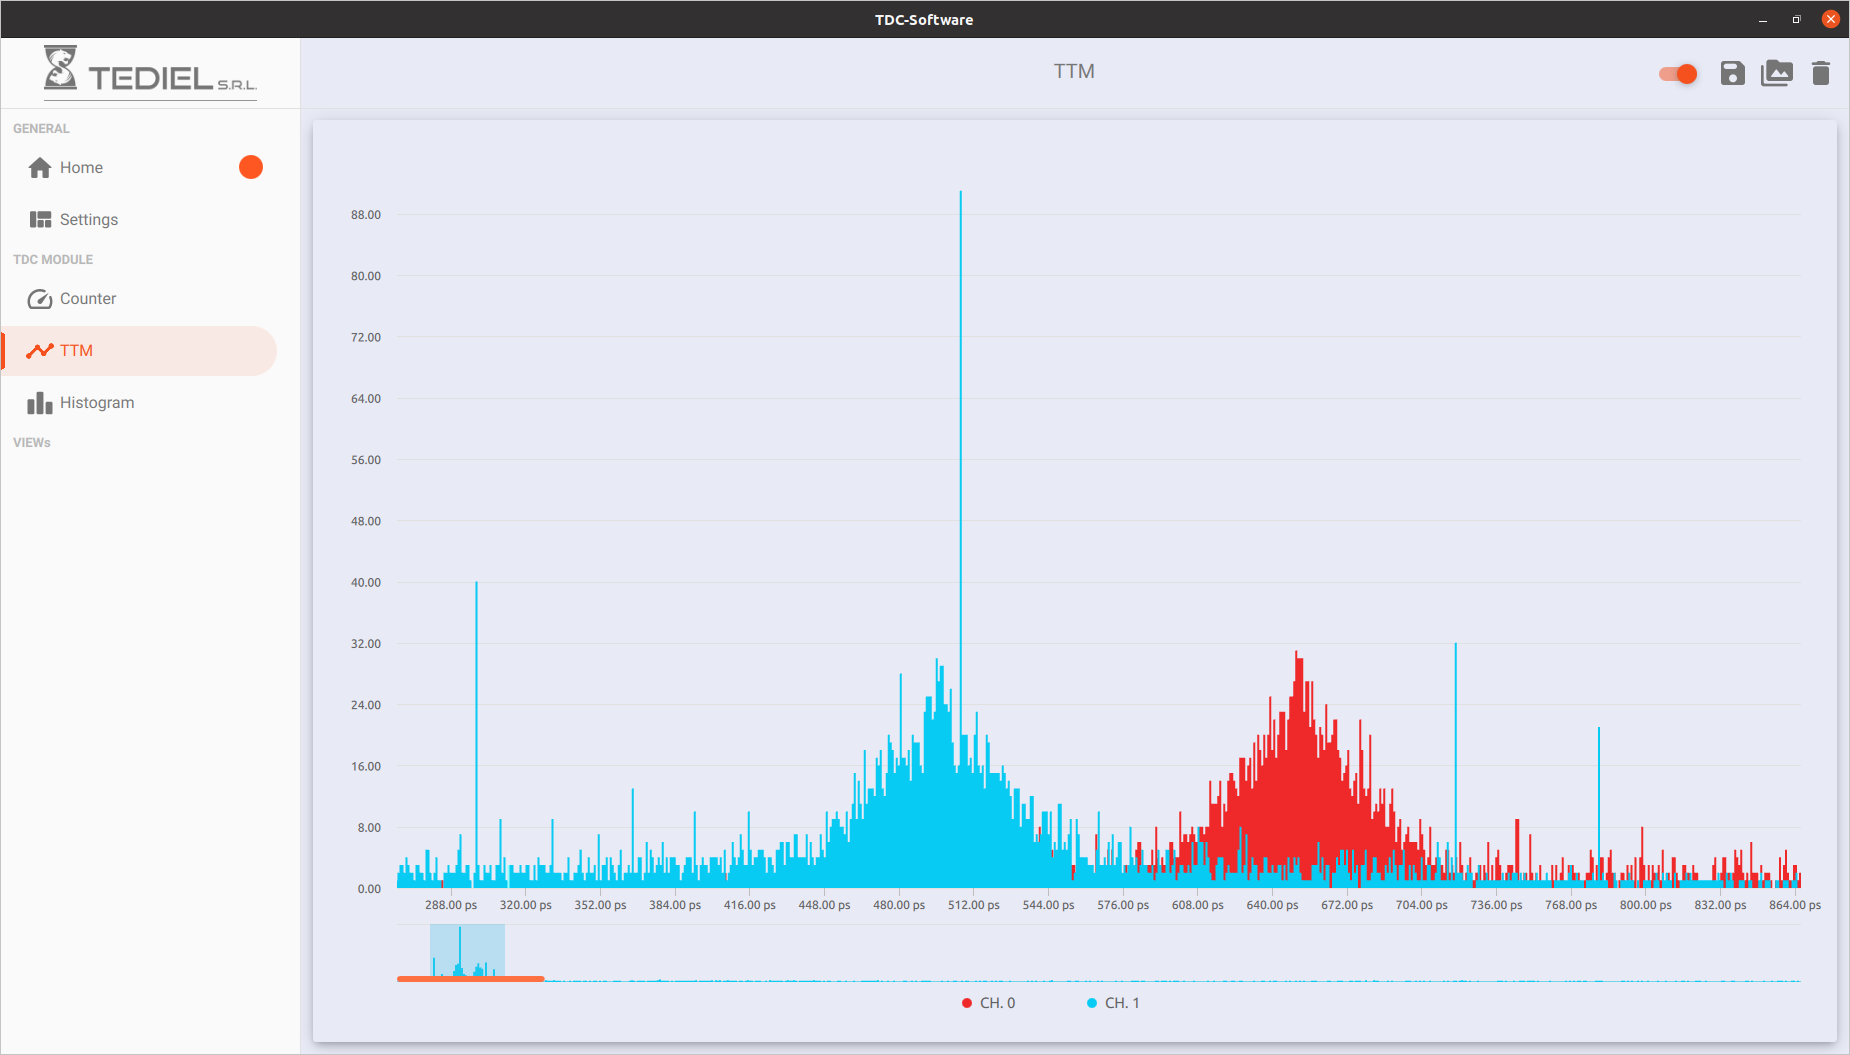 TDC-Software
TEDIEL S.R.L.
TTM
GENERAL
Home
Settings
TDC MODULE
Counter
TTM
Histogram
VIEWs
88.00
80.00
72.00
64.00
56.00
48.00
40.00
32.00
24.00
16.00
8.00
0.00
288.00 ps 320.00 ps 352.00 ps 384.00 ps 416.00 ps 448.00 ps 480.00 ps 512.00 ps 544.00 ps 576.00 ps 608.00 ps 640.00 ps 672.00 ps 704.00 ps 736.00 ps 768.00 ps 800.00 ps 832.00 ps 864.00 ps
CH. 0 CH. 1